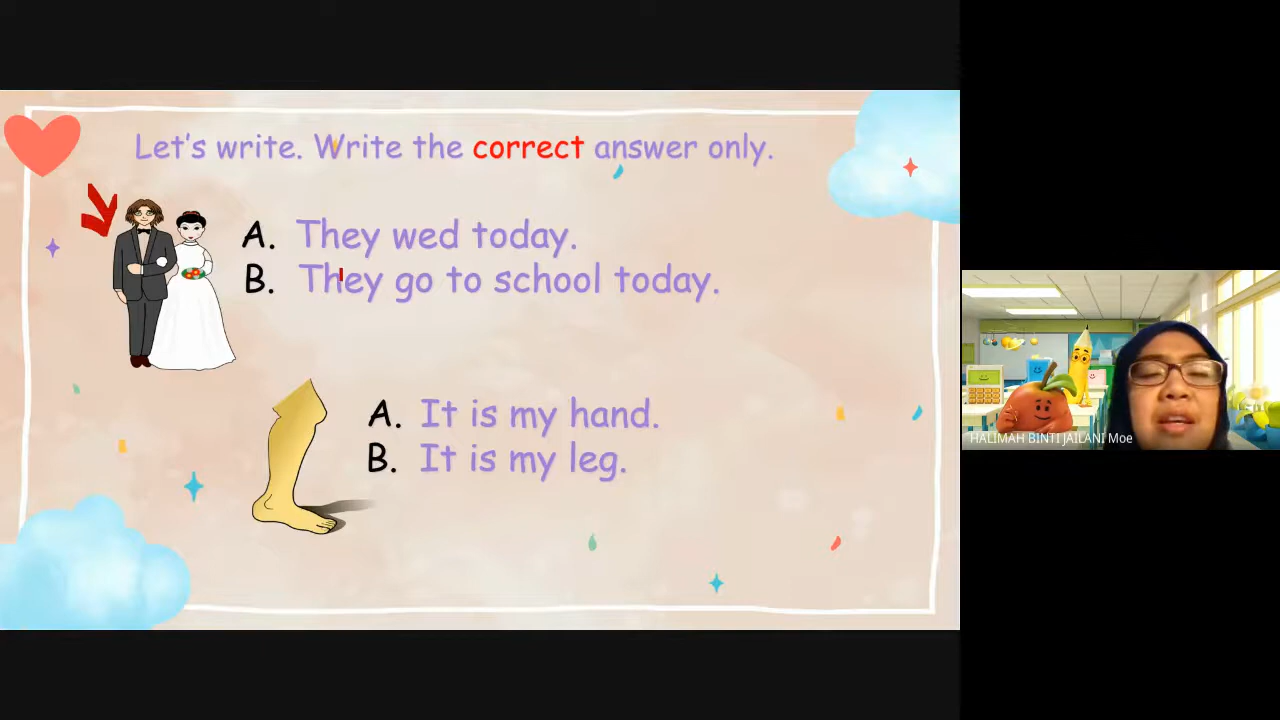 Let's write. Write the correct answer only.
A. They wed today.
B. They go to school today.
A. It is my hand.
B. It is my leg.
HALIMAH BINTI JAILANI Moe